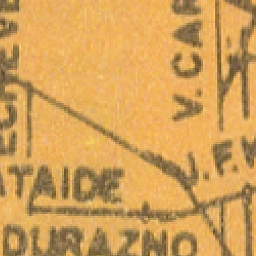 ECHEVE
V.CAR
J.F.W
ATAIDE
DURAZNO